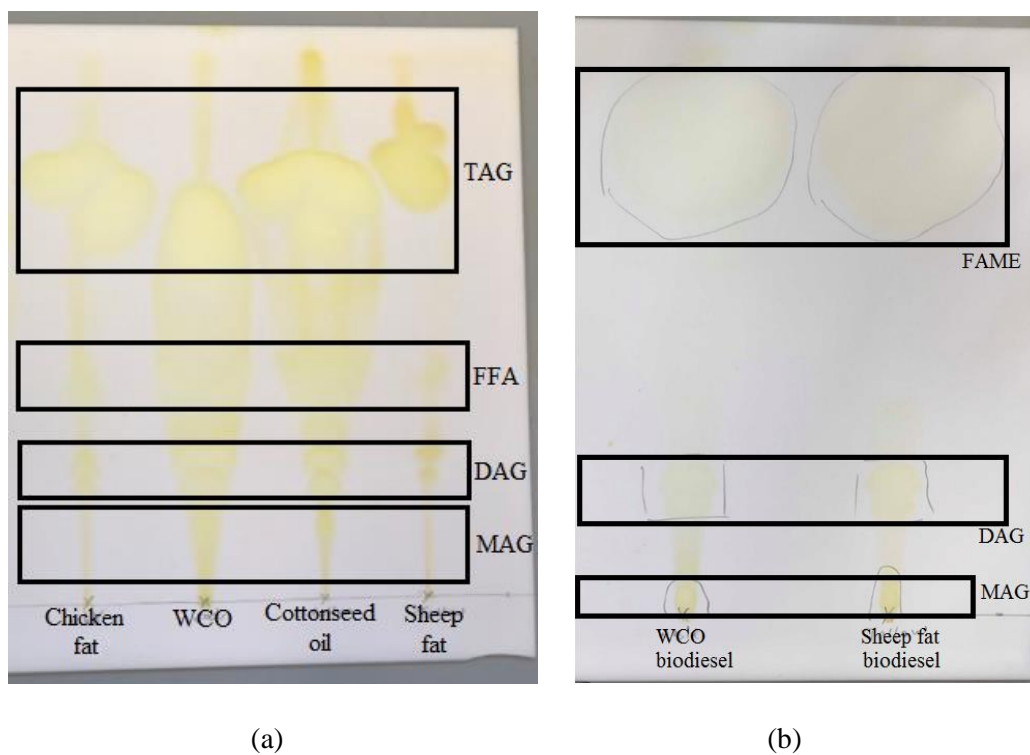 TAG
FFA
DAG
MAG
Chicken fat
WCO
Cottonseed oil
Sheep fat
(a)
FAME
DAG
MAG
WCO biodiesel
Sheep fat biodiesel
(b)